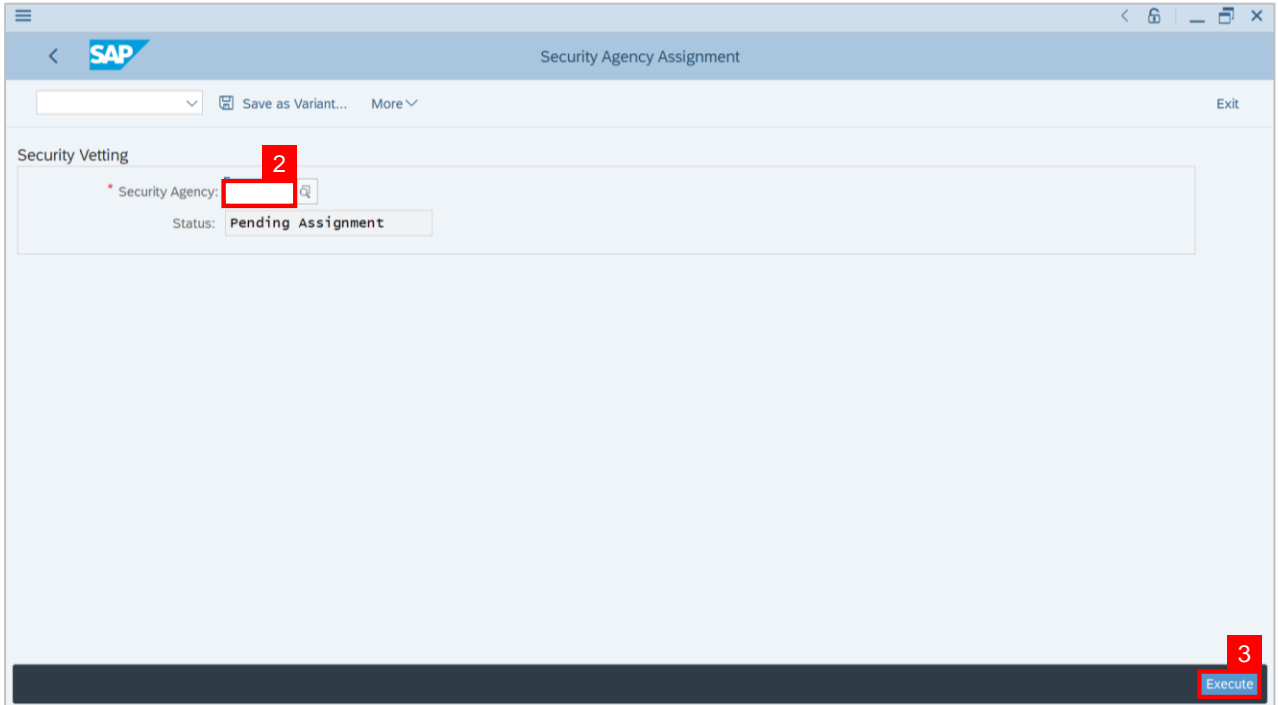 SAP
Security Agency Assignment
Save as Variant... More Exit
Security Vetting
2
* Security Agency:
Status: Pending Assignment
3
Execute